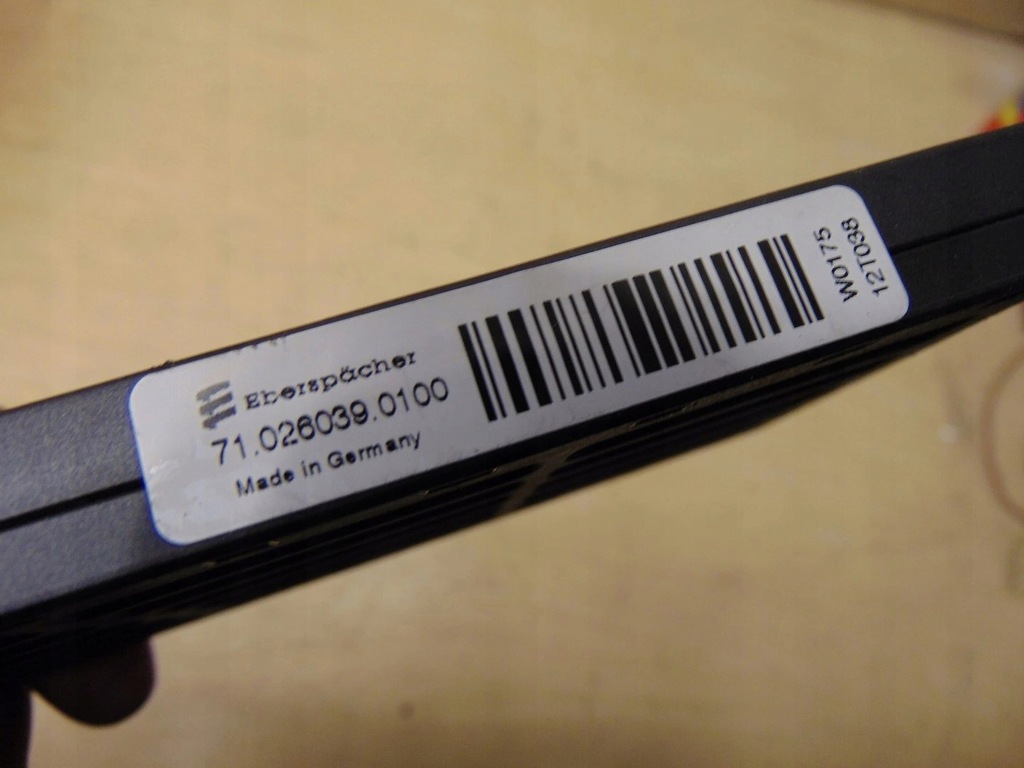 Eberspächer
71.026039.0100
Made in Germany
W0175
12T038